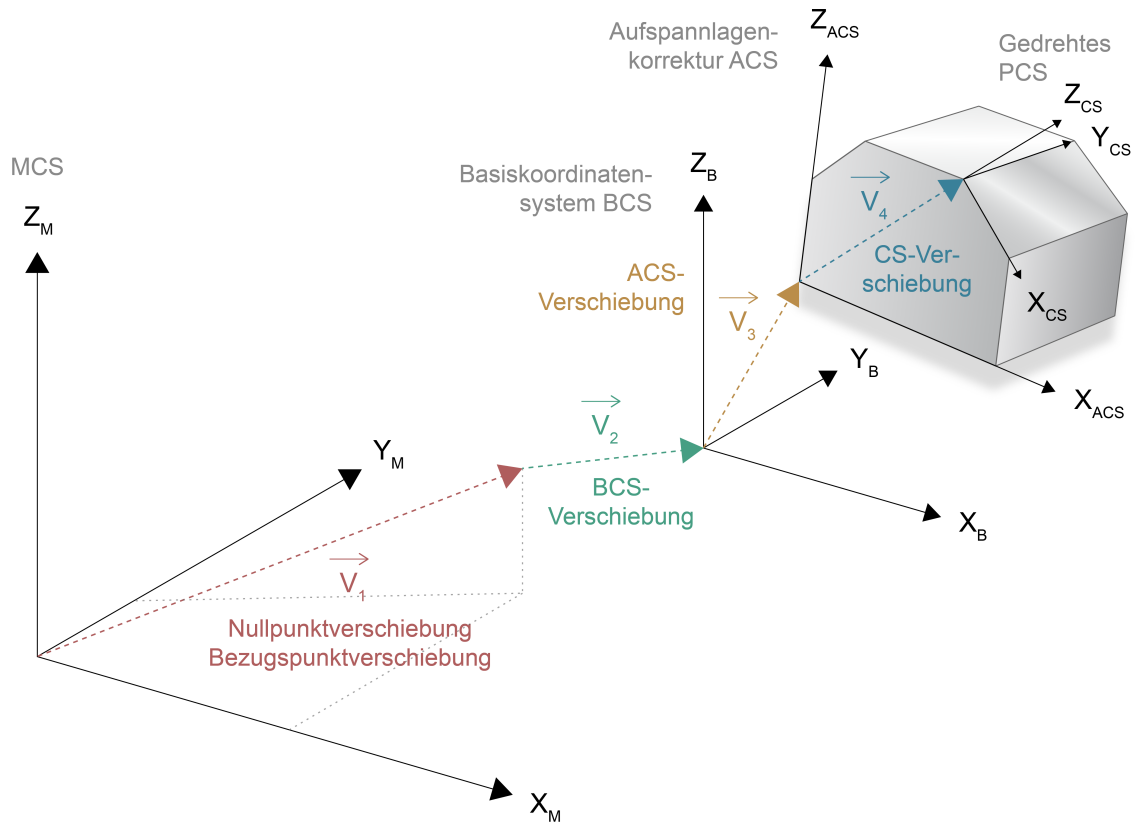 Z_ACS
Aufspannlagen-
korrektur ACS
Gedrehtes
PCS
Z_CS
Y_CS
MCS
Z_B
Basiskoordinaten-
system BCS
V_4
Z_M
CS-Ver-
schiebung
ACS-
Verschiebung
X_CS
V_3
Y_B
X_ACS
V_2
Y_M
BCS-
Verschiebung
X_B
V_1
Nullpunktverschiebung
Bezugspunktverschiebung
X_M